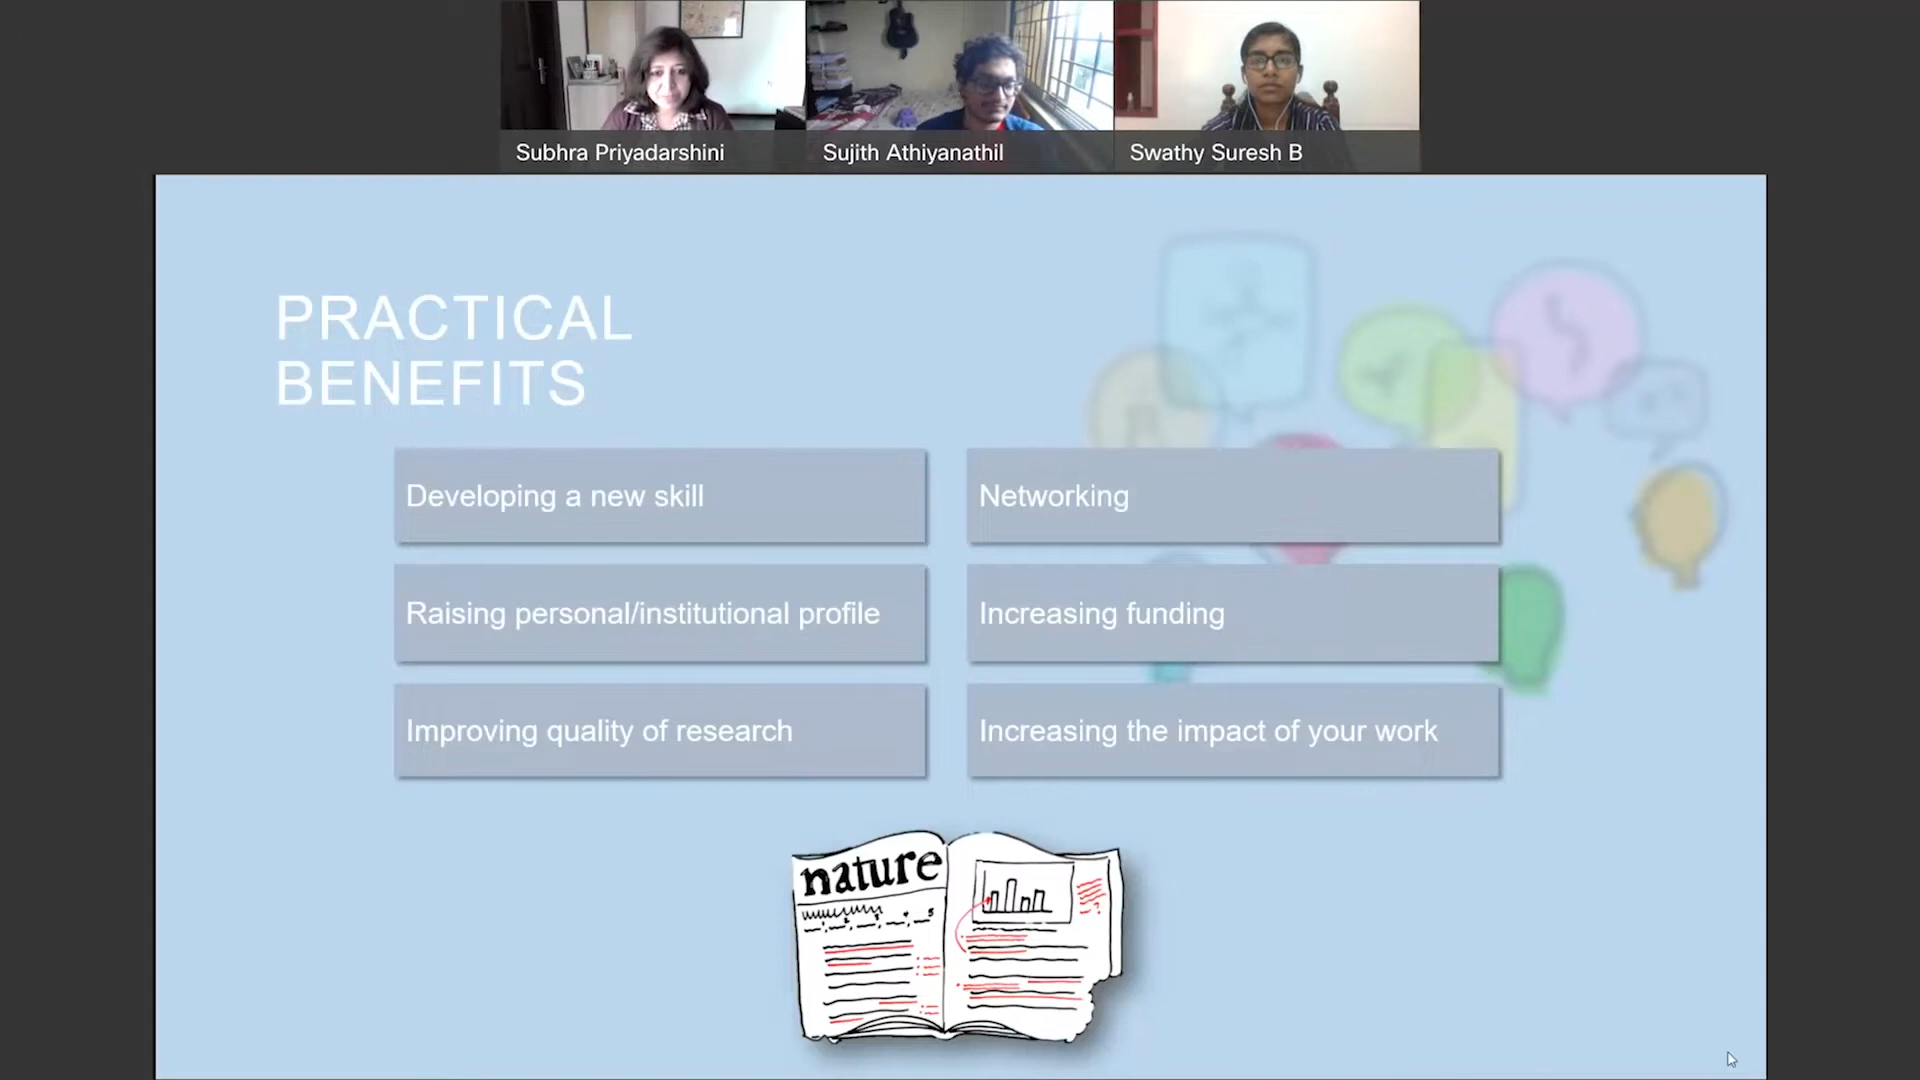 Subhra Priyadarshini
Sujith Athiyanathil
Swathy Suresh B
PRACTICAL
BENEFITS
Developing a new skill
Networking
Raising personal/institutional profile
Increasing funding
Improving quality of research
Increasing the impact of your work
nature